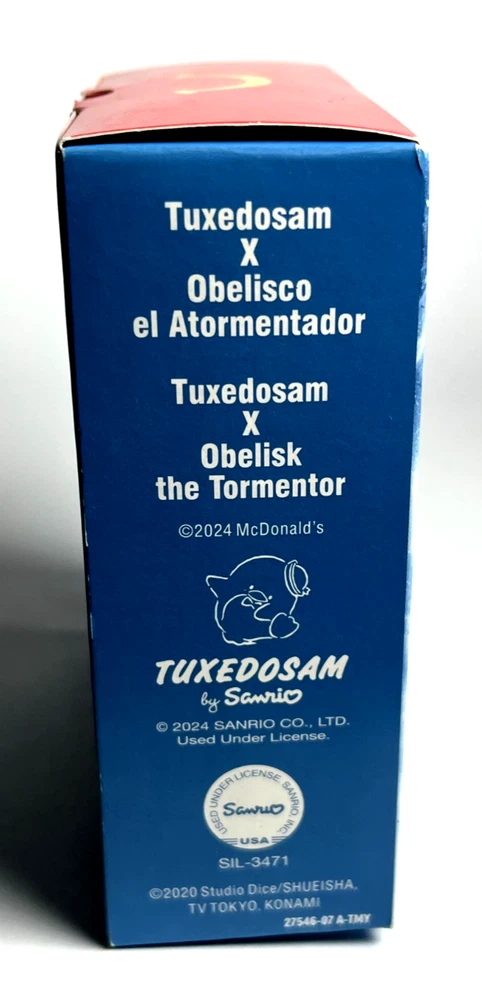 Tuxedosam
X
Obelisco
el Atormentador
Tuxedosam
X
Obelisk
the Tormentor
©2024 McDonald's
TUXEDOSAM
by Sanrio
© 2024 SANRIO CO., LTD.
Used Under License.
USED UNDER LICENSE SANRIO, INC.
Sanrio
USA
SIL-3471
©2020 Studio Dice/SHUEISHA,
TV TOKYO, KONAMI
27546-07 A-TMY